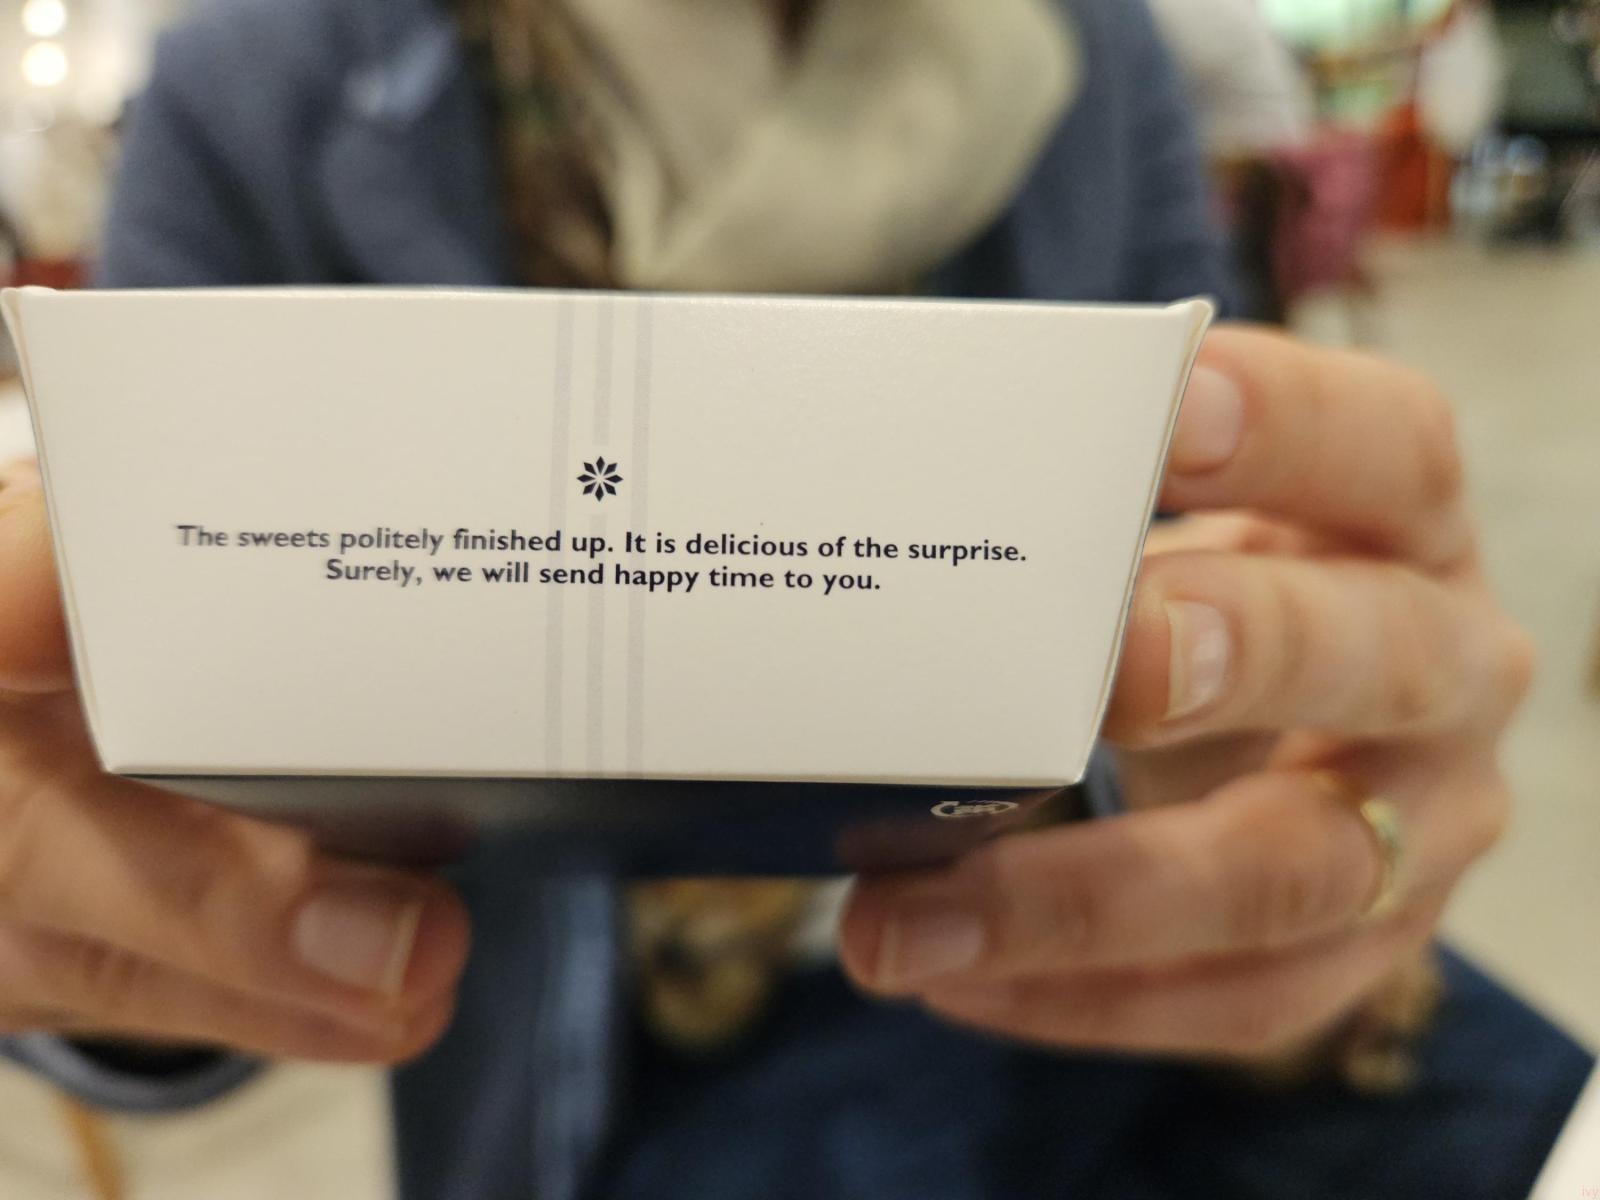 The sweets politely finished up. It is delicious of the surprise.
Surely, we will send happy time to you.
ivy